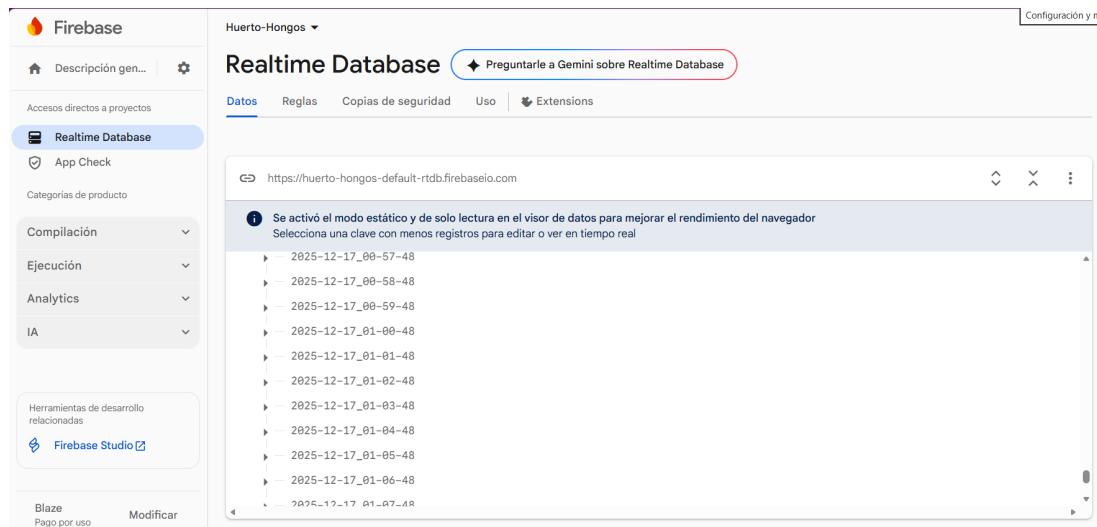 Configuración y m
Firebase
Descripción gen...
Accesos directos a proyectos
Realtime Database
App Check
Categorías de producto
Compilación
Ejecución
Analytics
IA
Herramientas de desarrollo
relacionadas
Firebase Studio
Blaze
Pago por uso
Modificar
Huerto-Hongos
Realtime Database
Preguntarle a Gemini sobre Realtime Database
Datos Reglas Copias de seguridad Uso Extensions
https://huerto-hongos-default-rtdb.firebaseio.com
Se activó el modo estático y de solo lectura en el visor de datos para mejorar el rendimiento del navegador
Selecciona una clave con menos registros para editar o ver en tiempo real
2025-12-17_00-57-48
2025-12-17_00-58-48
2025-12-17_00-59-48
2025-12-17_01-00-48
2025-12-17_01-01-48
2025-12-17_01-02-48
2025-12-17_01-03-48
2025-12-17_01-04-48
2025-12-17_01-05-48
2025-12-17_01-06-48
2025-12-17_01-07-48